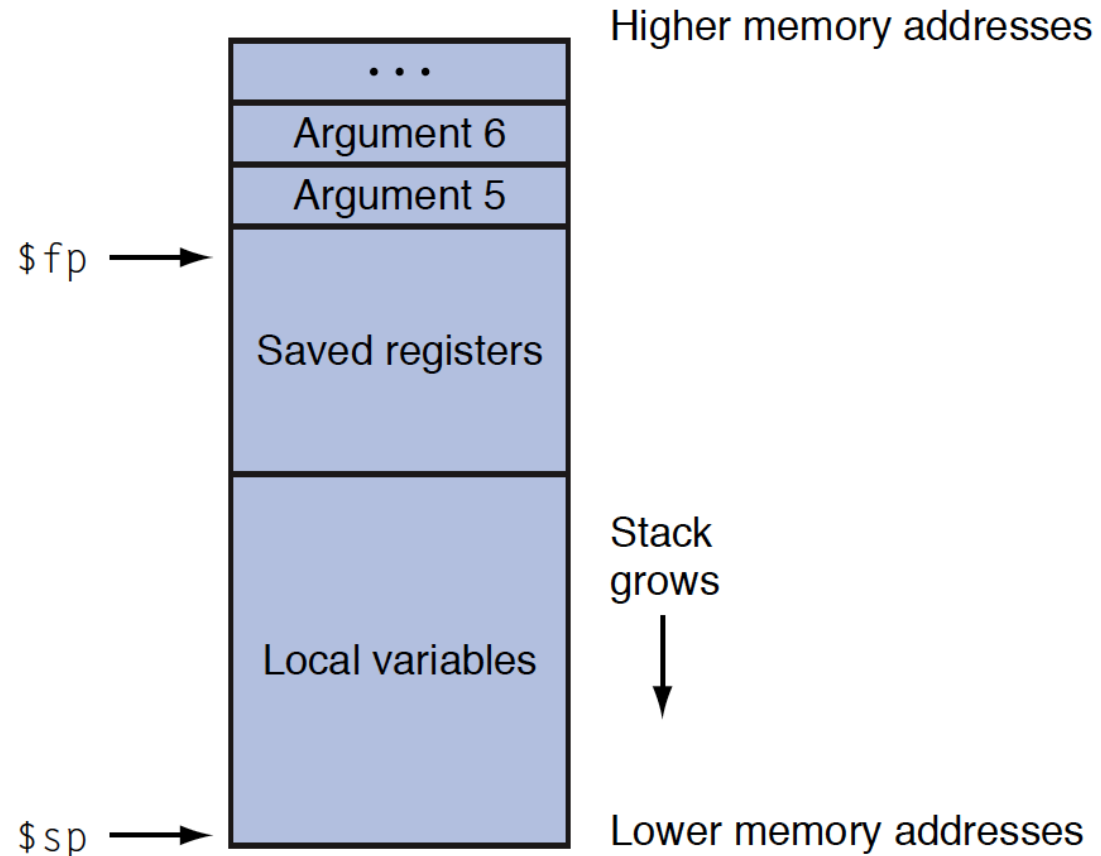 Higher memory addresses
. . .
Argument 6
Argument 5
$fp
Saved registers
Stack
grows
Local variables
$sp
Lower memory addresses